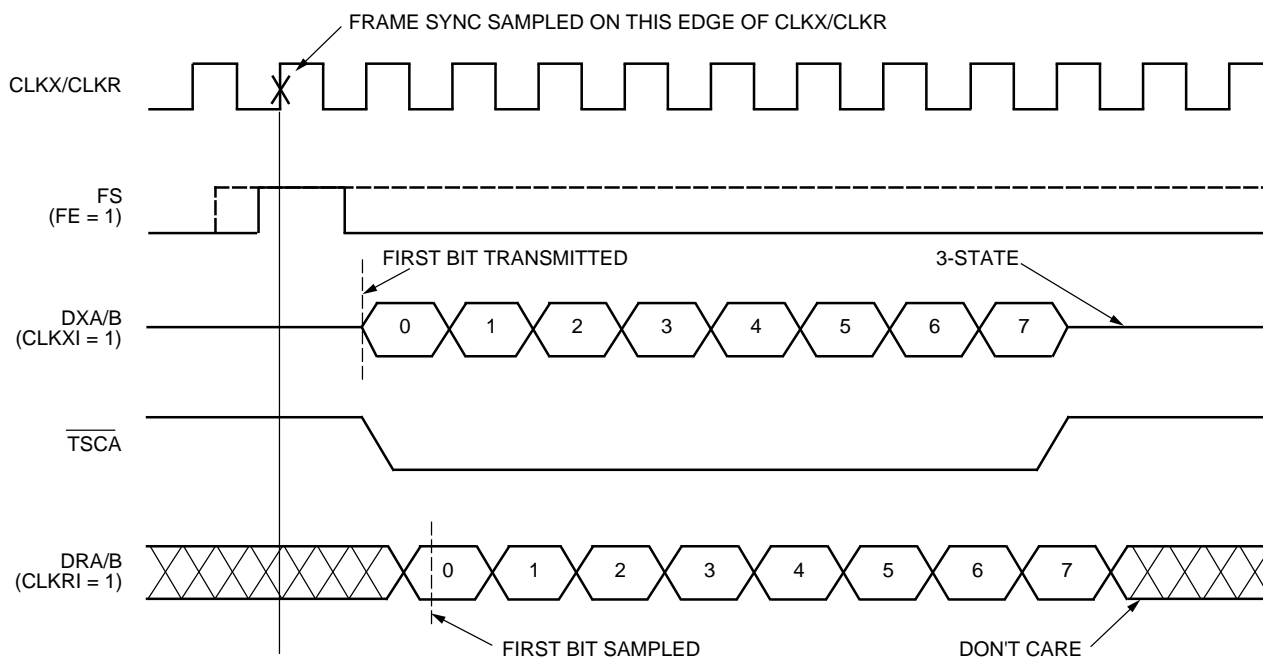 FRAME SYNC SAMPLED ON THIS EDGE OF CLKX/CLKR
CLKX/CLKR
FS
(FE = 1)
FIRST BIT TRANSMITTED
3-STATE
DXA/B
(CLKXI = 1)
0 1 2 3 4 5 6 7
TSCA
DRA/B
(CLKRI = 1)
0 1 2 3 4 5 6 7
FIRST BIT SAMPLED
DON'T CARE